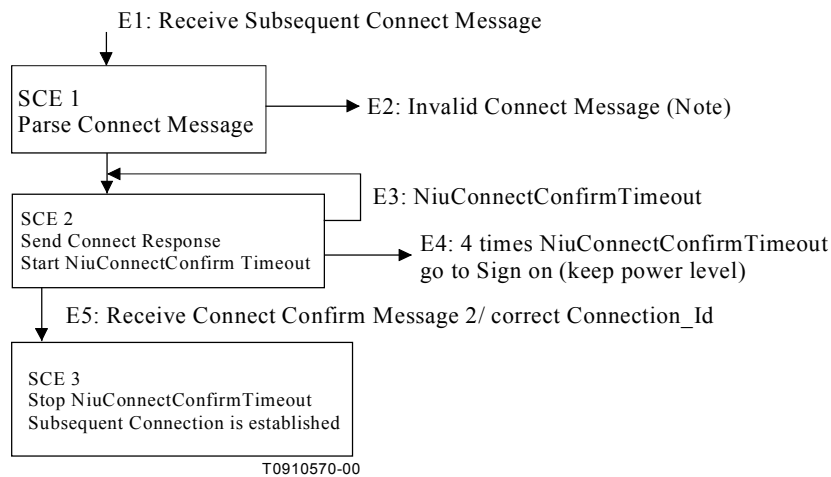 E1: Receive Subsequent Connect Message
SCE 1
Parse Connect Message
E2: Invalid Connect Message (Note)
E3: NiuConnectConfirmTimeout
SCE 2
Send Connect Response
Start NiuConnectConfirm Timeout
E4: 4 times NiuConnectConfirmTimeout
go to Sign on (keep power level)
E5: Receive Connect Confirm Message 2/ correct Connection_Id
SCE 3
Stop NiuConnectConfirmTimeout
Subsequent Connection is established
T0910570-00